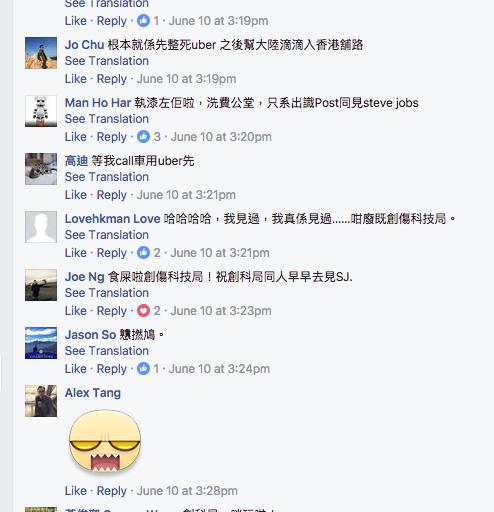 See Translation
Like · Reply · 1 · June 10 at 3:19pm
Jo Chu 根本就係先整死uber 之後幫大陸滴滴入香港舖路
See Translation
Like · Reply · June 10 at 3:19pm
Man Ho Har 執漆左佢啦，洗費公堂，只系出識Post同見steve jobs
See Translation
Like · Reply · 3 · June 10 at 3:20pm
高迪 等我call車用uber先
See Translation
Like · Reply · June 10 at 3:21pm
Lovehkman Love 哈哈哈哈，我見過，我真係見過......咁廢既創傷科技局。
See Translation
Like · Reply · 2 · June 10 at 3:21pm
Joe Ng 食屎啦創傷科技局！祝創科局同人早早去見SJ.
See Translation
Like · Reply · 2 · June 10 at 3:23pm
Jason So 戇撚鳩。
See Translation
Like · Reply · 1 · June 10 at 3:24pm
Alex Tang
Like · Reply · June 10 at 3:28pm